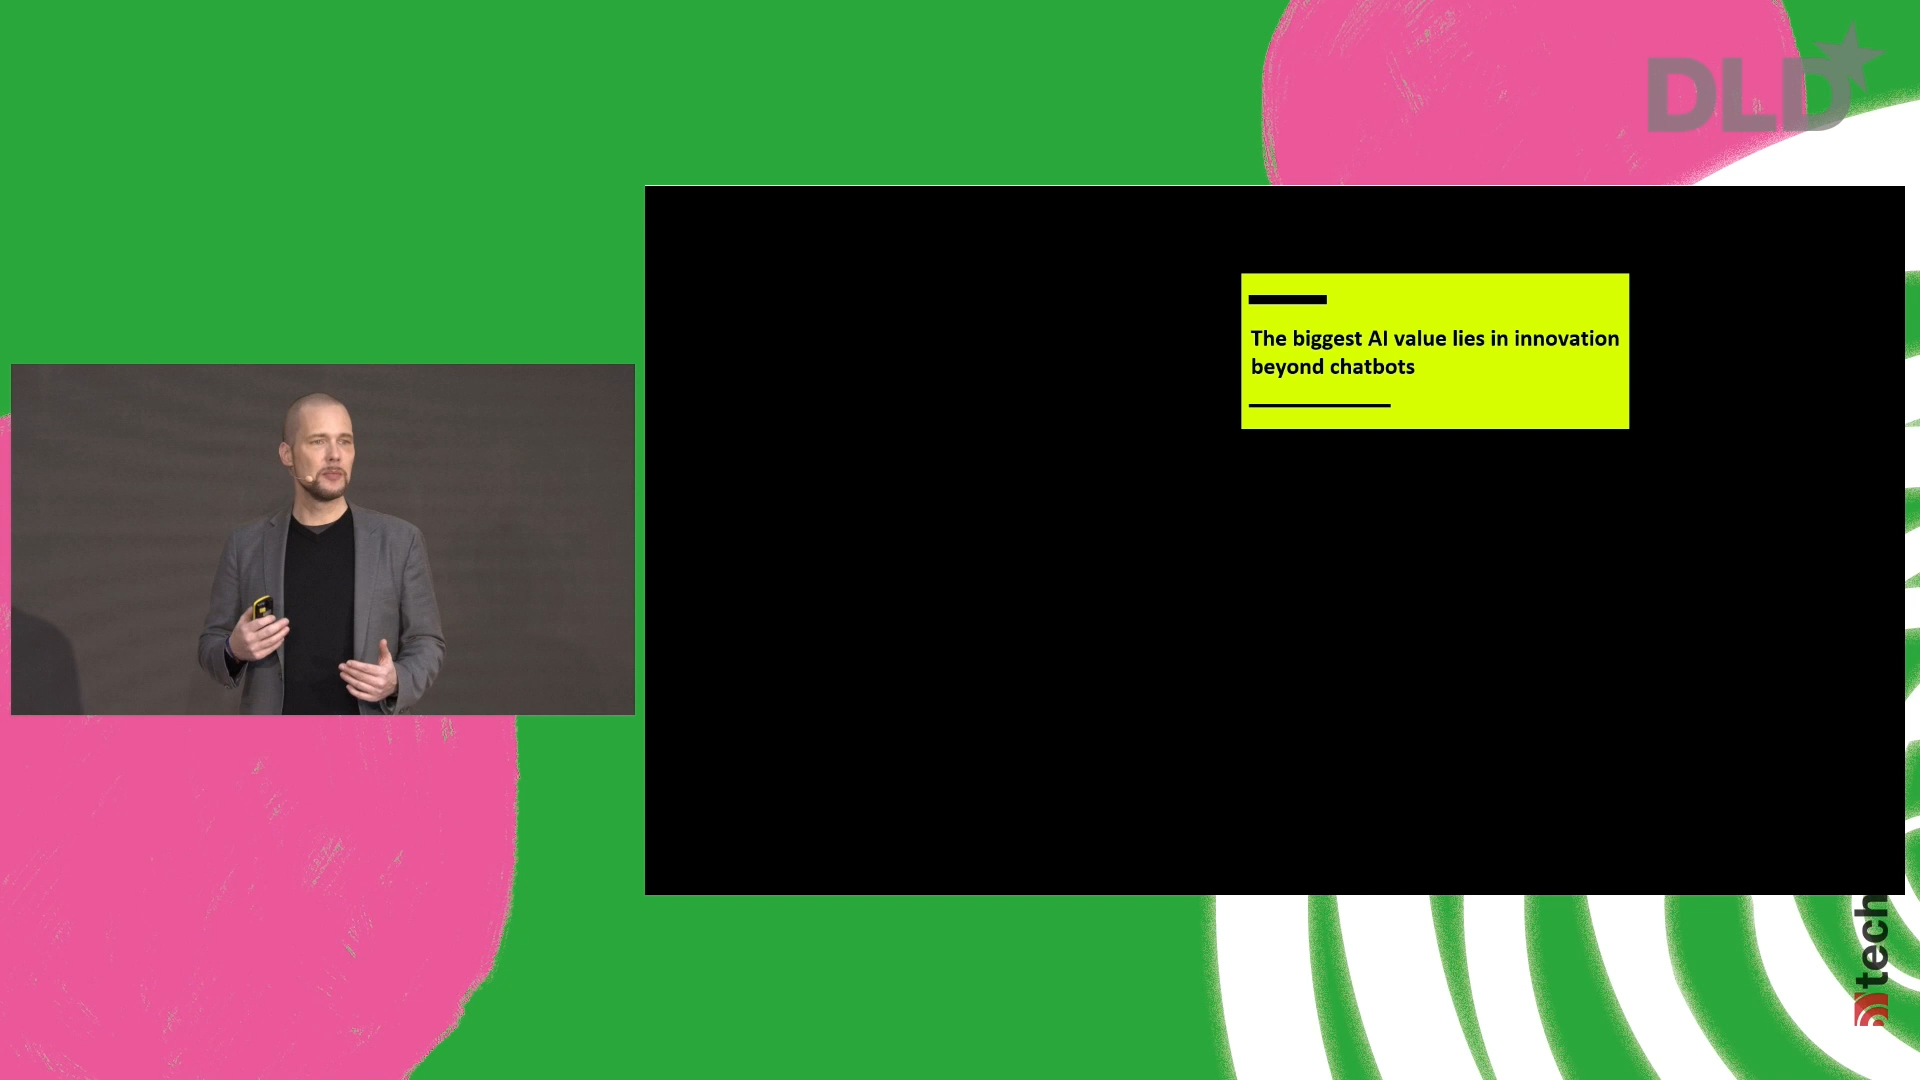 DLD
The biggest AI value lies in innovation
beyond chatbots
tech